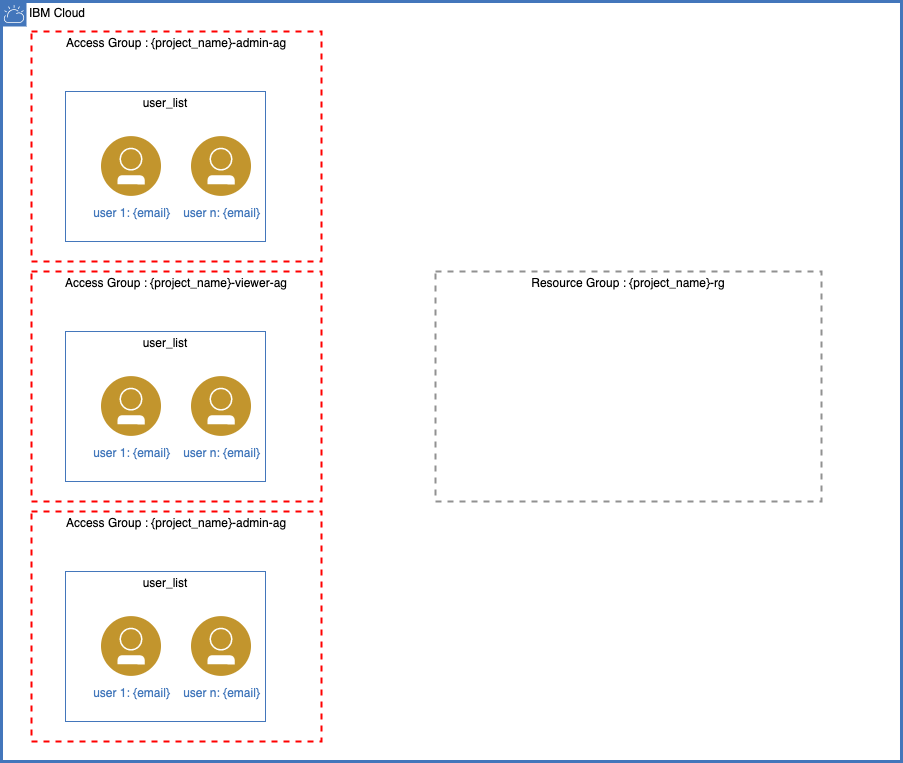 IBM Cloud
Access Group : {project_name}-admin-ag
user_list
user 1: {email} user n: {email}
Access Group : {project_name}-viewer-ag
Resource Group : {project_name}-rg
user_list
user 1: {email} user n: {email}
Access Group : {project_name}-admin-ag
user_list
user 1: {email} user n: {email}